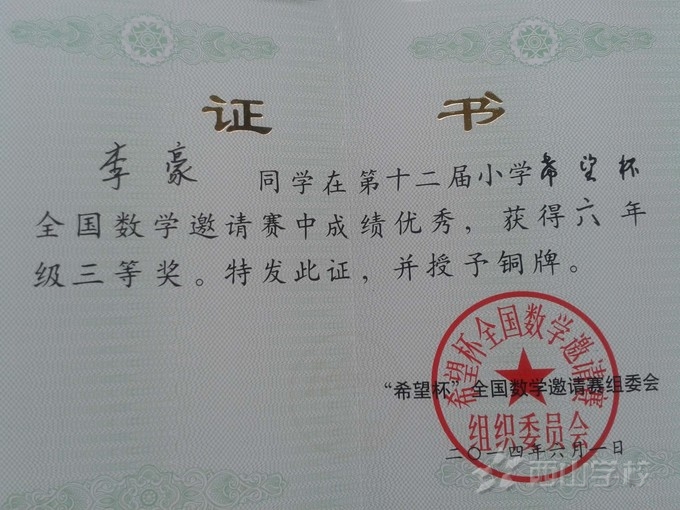 证书
李豪 同学在第十二届小学希望杯
全国数学邀请赛中成绩优秀，获得六年
级三等奖。特发此证，并授予铜牌。
希望杯全国数学邀请赛
组织委员会
“希望杯”全国数学邀请赛组委会
二〇一四年六月一日
西山学校